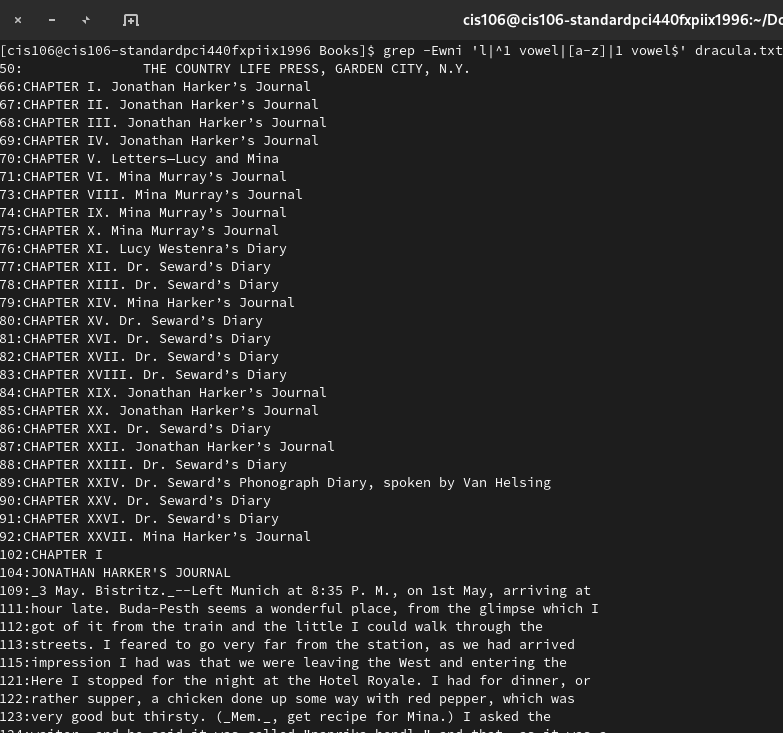 cis106@cis106-standardpci440fxpiix1996:~/Do
[cis106@cis106-standardpci440fxpiix1996 Books]$ grep -Ewni 'l|^1 vowel|[a-z]|1 vowel$' dracula.txt
50:               THE COUNTRY LIFE PRESS, GARDEN CITY, N.Y.
66:CHAPTER I. Jonathan Harker’s Journal
67:CHAPTER II. Jonathan Harker’s Journal
68:CHAPTER III. Jonathan Harker’s Journal
69:CHAPTER IV. Jonathan Harker’s Journal
70:CHAPTER V. Letters—Lucy and Mina
71:CHAPTER VI. Mina Murray’s Journal
73:CHAPTER VIII. Mina Murray’s Journal
74:CHAPTER IX. Mina Murray’s Journal
75:CHAPTER X. Mina Murray’s Journal
76:CHAPTER XI. Lucy Westenra’s Diary
77:CHAPTER XII. Dr. Seward’s Diary
78:CHAPTER XIII. Dr. Seward’s Diary
79:CHAPTER XIV. Mina Harker’s Journal
80:CHAPTER XV. Dr. Seward’s Diary
81:CHAPTER XVI. Dr. Seward’s Diary
82:CHAPTER XVII. Dr. Seward’s Diary
83:CHAPTER XVIII. Dr. Seward’s Diary
84:CHAPTER XIX. Jonathan Harker’s Journal
85:CHAPTER XX. Jonathan Harker’s Journal
86:CHAPTER XXI. Dr. Seward’s Diary
87:CHAPTER XXII. Jonathan Harker’s Journal
88:CHAPTER XXIII. Dr. Seward’s Diary
89:CHAPTER XXIV. Dr. Seward’s Phonograph Diary, spoken by Van Helsing
90:CHAPTER XXV. Dr. Seward’s Diary
91:CHAPTER XXVI. Dr. Seward’s Diary
92:CHAPTER XXVII. Mina Harker’s Journal
102:CHAPTER I
104:JONATHAN HARKER'S JOURNAL
109:_3 May. Bistritz._--Left Munich at 8:35 P. M., on 1st May, arriving at
111:hour late. Buda-Pesth seems a wonderful place, from the glimpse which I
112:got of it from the train and the little I could walk through the
113:streets. I feared to go very far from the station, as we had arrived
115:impression I had was that we were leaving the West and entering the
121:Here I stopped for the night at the Hotel Royale. I had for dinner, or
122:rather supper, a chicken done up some way with red pepper, which was
123:very good but thirsty. (_Mem._, get recipe for Mina.) I asked the